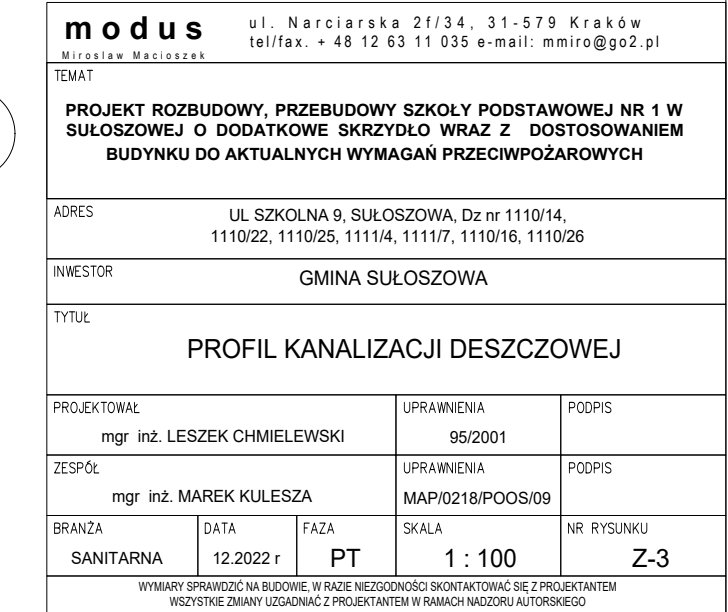 modus
Mirosław Macioszek
ul. Narciarska 2f/34, 31-579 Kraków
tel/fax. + 48 12 63 11 035 e-mail: mmiro@go2.pl
TEMAT
PROJEKT ROZBUDOWY, PRZEBUDOWY SZKOŁY PODSTAWOWEJ NR 1 W
SUŁOSZOWEJ O DODATKOWE SKRZYDŁO WRAZ Z DOSTOSOWANIEM
BUDYNKU DO AKTUALNYCH WYMAGAŃ PRZECIWPOŻAROWYCH
ADRES
UL SZKOLNA 9, SUŁOSZOWA, Dz nr 1110/14,
1110/22, 1110/25, 1111/4, 1111/7, 1110/16, 1110/26
INWESTOR
GMINA SUŁOSZOWA
TYTUŁ
PROFIL KANALIZACJI DESZCZOWEJ
PROJEKTOWAŁ
mgr inż. LESZEK CHMIELEWSKI
UPRAWNIENIA
95/2001
PODPIS
ZESPÓŁ
mgr inż. MAREK KULESZA
UPRAWNIENIA
MAP/0218/POOS/09
PODPIS
BRANŻA
SANITARNA
DATA
12.2022 r
FAZA
PT
SKALA
1 : 100
NR RYSUNKU
Z-3
WYMIARY SPRAWDZIĆ NA BUDOWIE, W RAZIE NIEZGODNOŚCI SKONTAKTOWAĆ SIĘ Z PROJEKTANTEM
WSZYSTKIE ZMIANY UZGADNIAĆ Z PROJEKTANTEM W RAMACH NADZORU AUTORSKIEGO